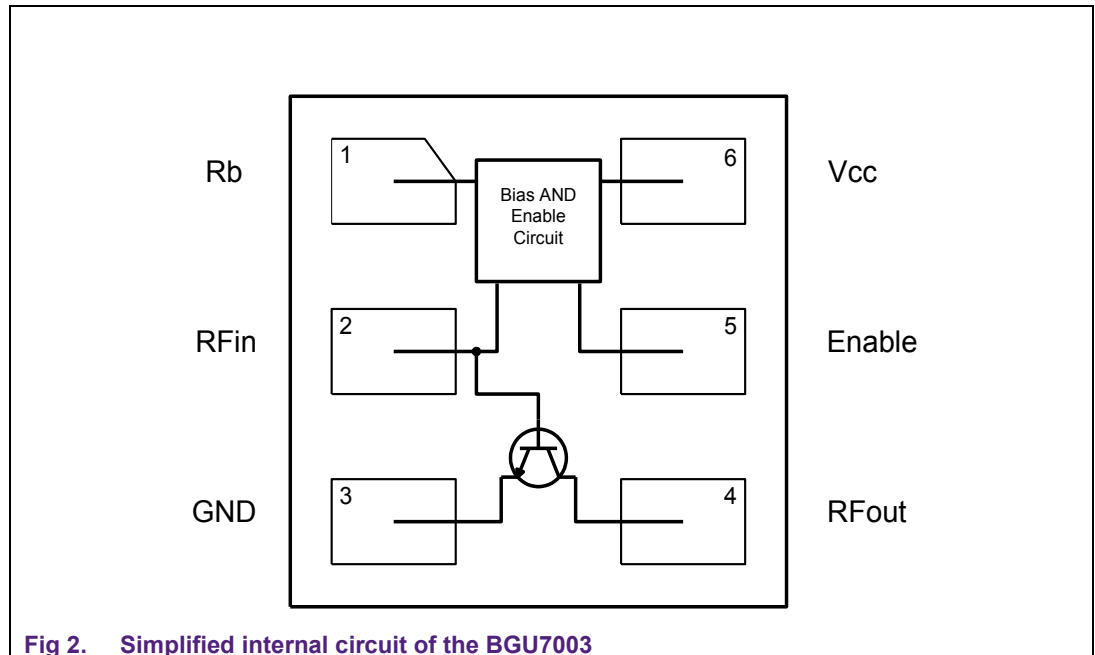 Rb
1
Bias AND
Enable
Circuit
6
Vcc
RFin
2
5
Enable
GND
3
4
RFout
Fig 2. Simplified internal circuit of the BGU7003